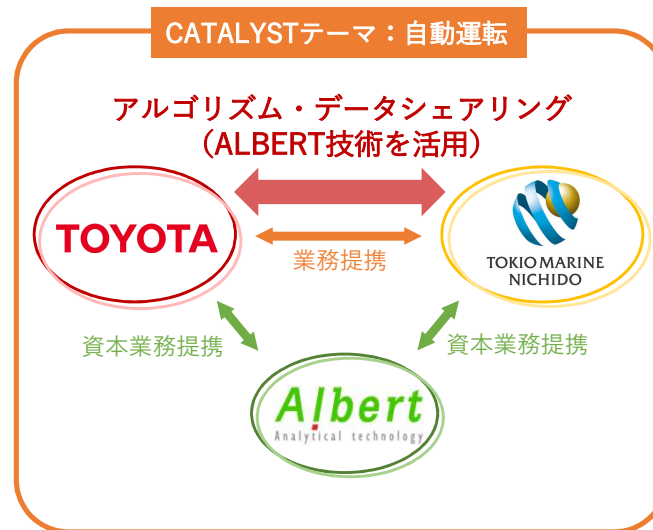 CATALYSTテーマ：自動運転
アルゴリズム・データシェアリング
（ALBERT技術を活用）
TOYOTA
業務提携
TOKIO MARINE
NICHIDO
資本業務提携
資本業務提携
Albert
Analytical technology